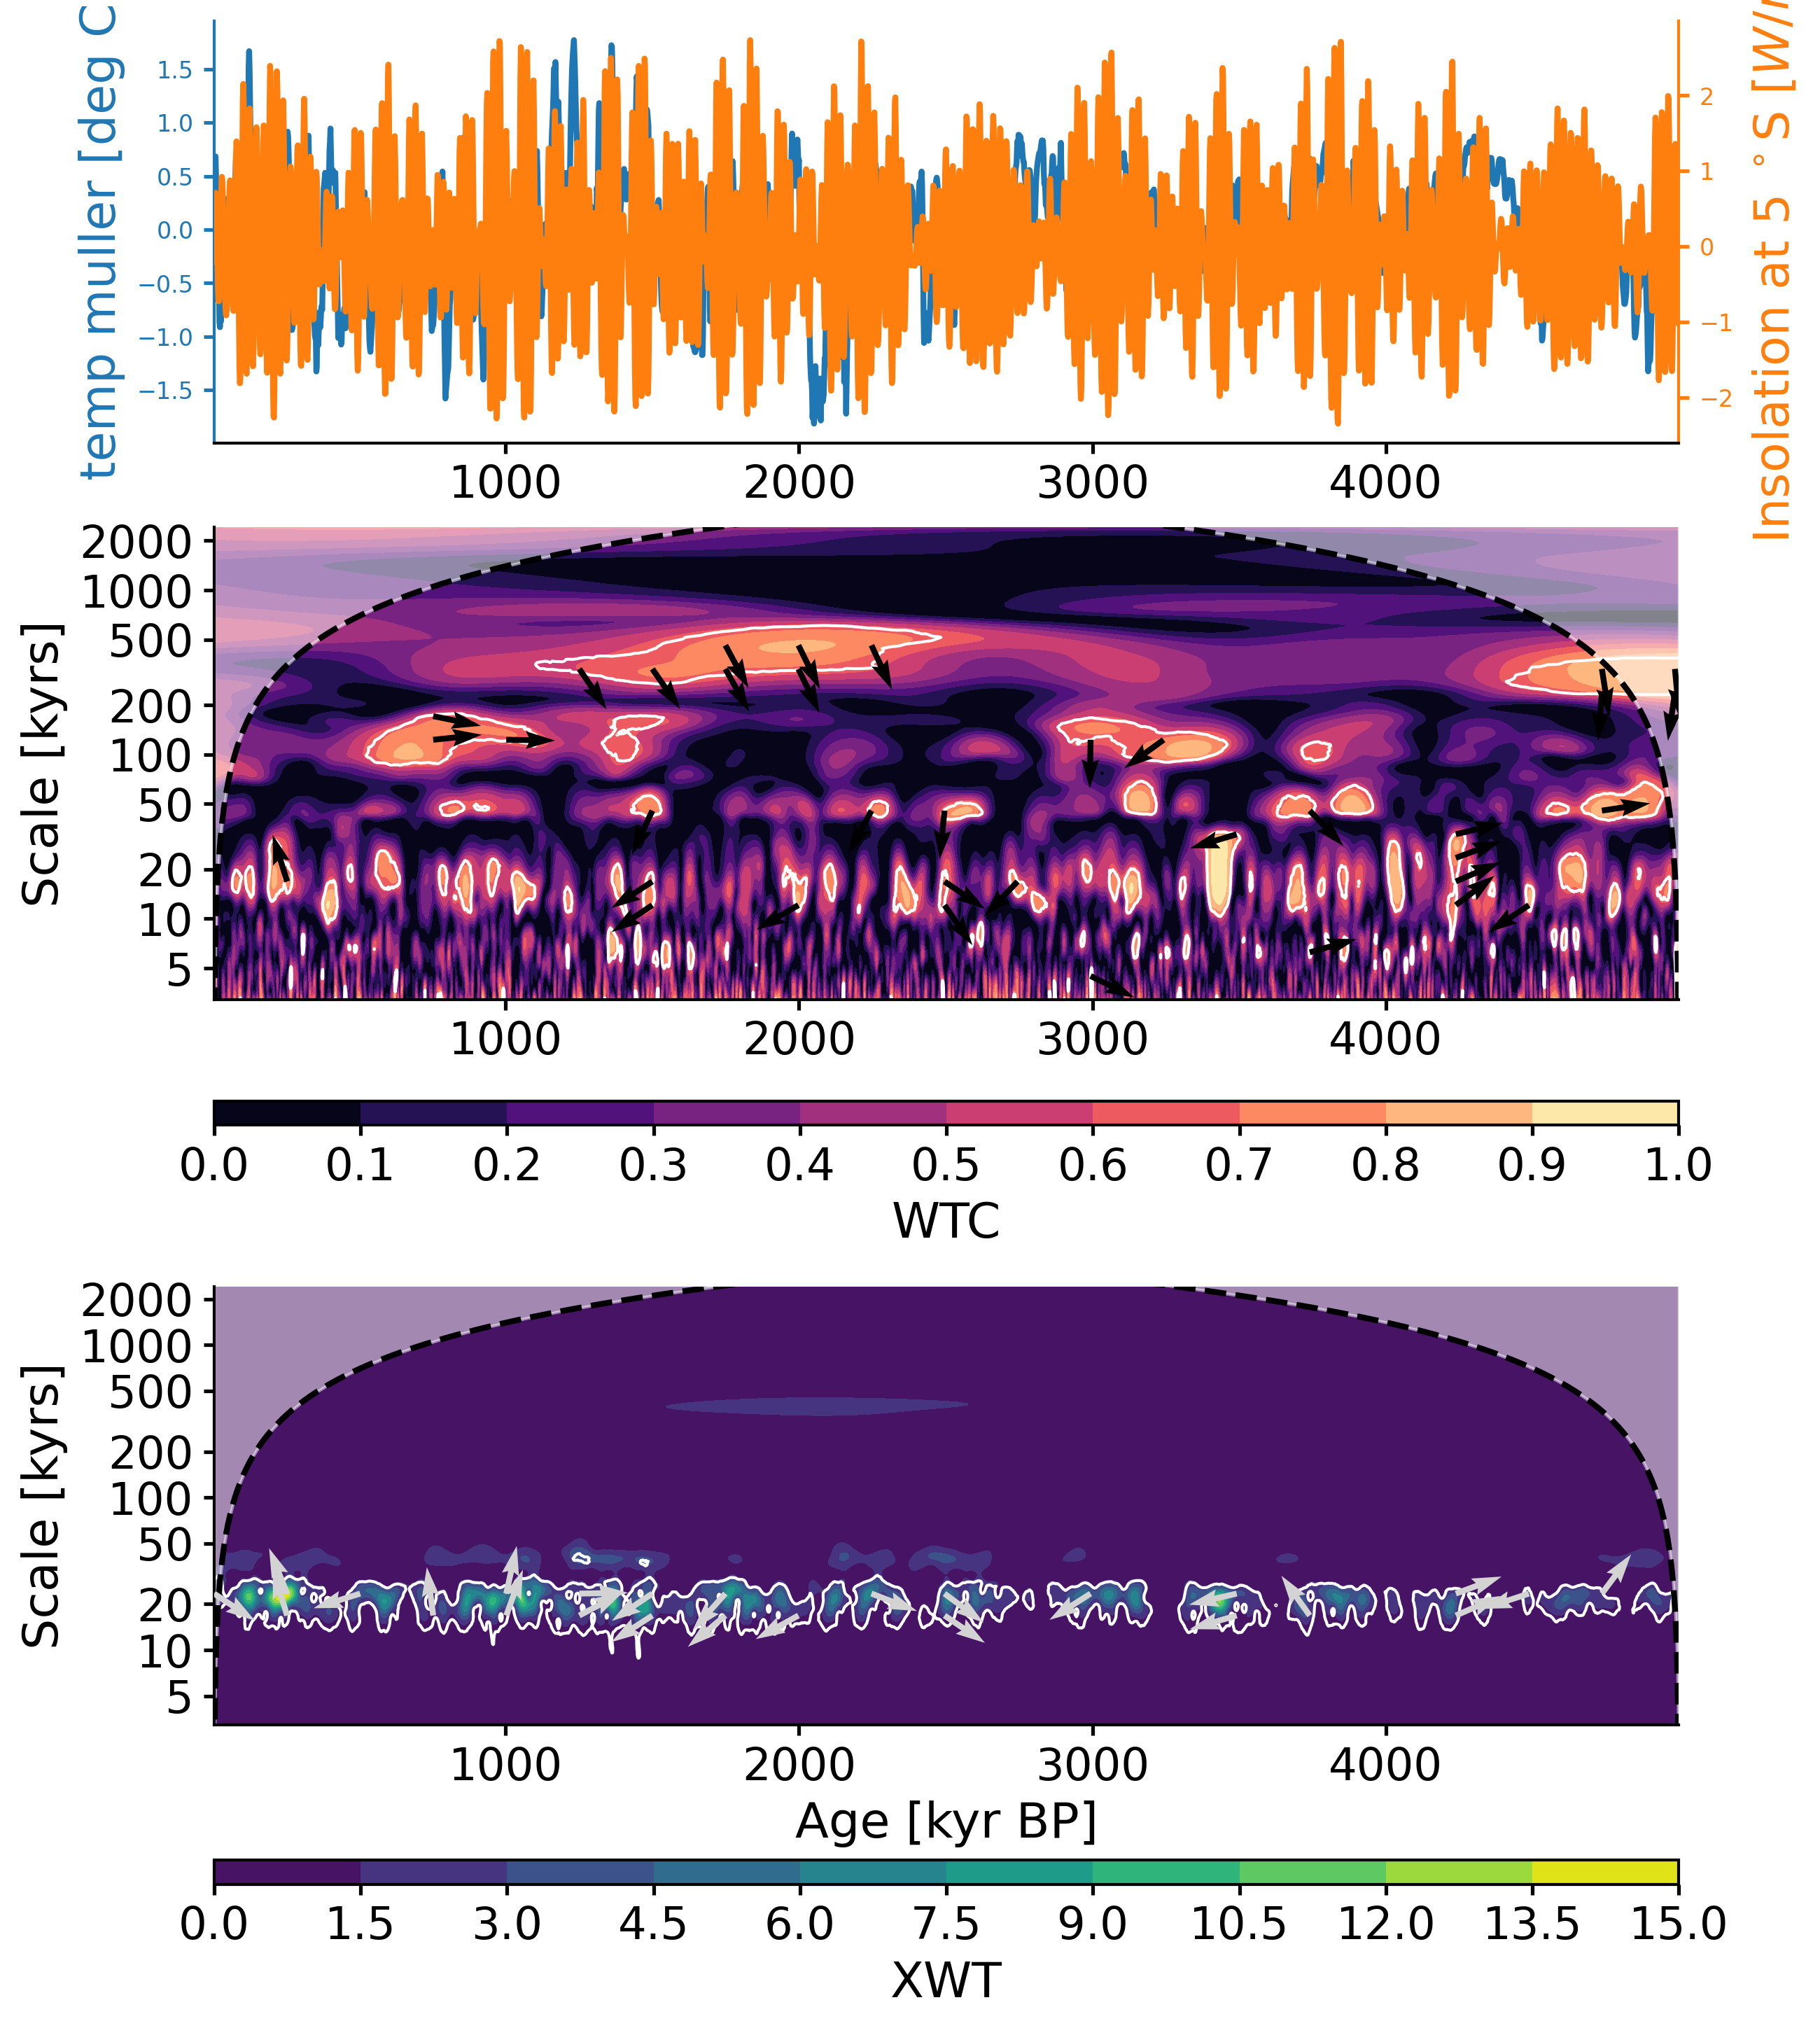 temp muller [deg C
1.5
1.0
0.5
0.0
−0.5
−1.0
−1.5
2
1
0
−1
−2
Insolation at 5 °S [W/
1000 2000 3000 4000
Scale [kyrs]
2000
1000
500
200
100
50
20
10
5
1000 2000 3000 4000
0.0 0.1 0.2 0.3 0.4 0.5 0.6 0.7 0.8 0.9 1.0
WTC
Scale [kyrs]
2000
1000
500
200
100
50
20
10
5
1000 2000 3000 4000
Age [kyr BP]
0.0 1.5 3.0 4.5 6.0 7.5 9.0 10.5 12.0 13.5 15.0
XWT